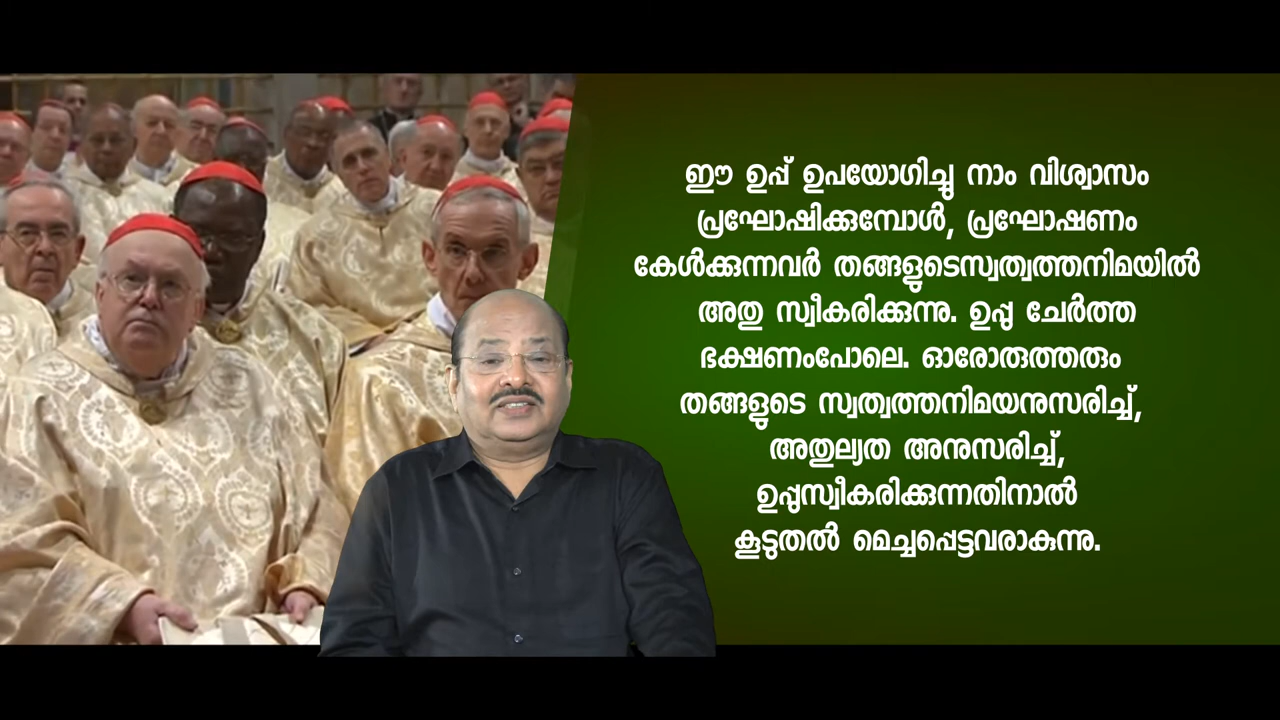 ഈ ഉപ്പ് ഉപയോഗിച്ചു നാം വിശ്വാസം
പ്രഘോഷിക്കുമ്പോൾ, പ്രഘോഷണം
കേൾക്കുന്നവർ തങ്ങളുടെസ്വത്വത്തനിമയിൽ
അതു സ്വീകരിക്കുന്നു. ഉപ്പു ചേർത്ത
ഭക്ഷണംപോലെ. ഓരോരുത്തരും
തങ്ങളുടെ സ്വത്വത്തനിമയനുസരിച്ച്,
അതുല്യത അനുസരിച്ച്,
ഉപ്പുസ്വീകരിക്കുന്നതിനാൽ
കൂടുതൽ മെച്ചപ്പെട്ടവരാകുന്നു.